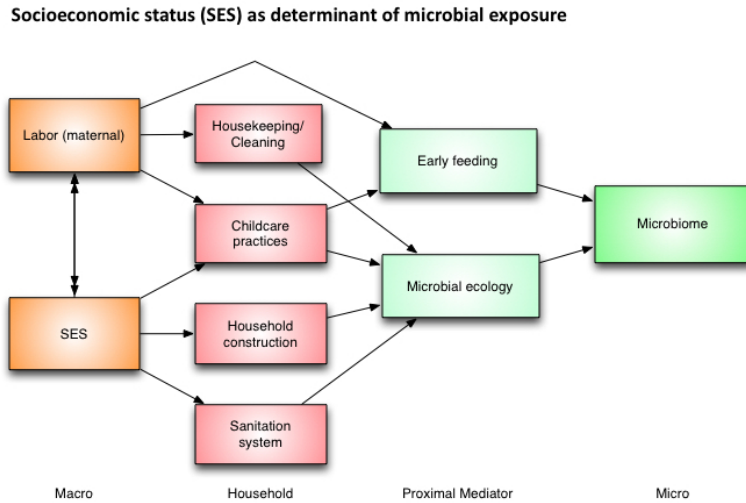 Socioeconomic status (SES) as determinant of microbial exposure
Labor (maternal)
Housekeeping/
Cleaning
Early feeding
Childcare
practices
Microbiome
Microbial ecology
SES
Household
construction
Sanitation
system
Macro
Household
Proximal Mediator
Micro